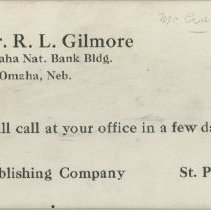 r. R. L. Gilmore
aha Nat. Bank Bldg.
Omaha, Neb.
ll call at your office in a few da
blishing Company St. P